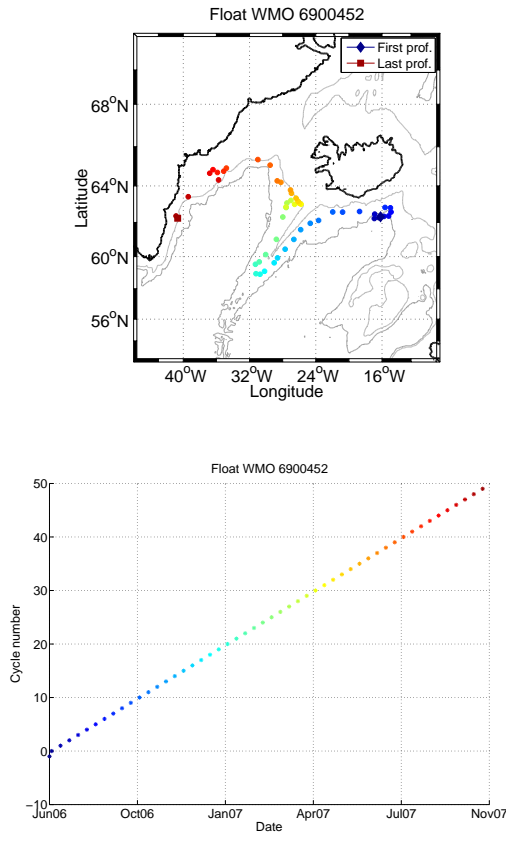 Float WMO 6900452
First prof.
Last prof.
68°N
64°N
60°N
56°N
Latitude
40°W 32°W 24°W 16°W
Longitude
Float WMO 6900452
50
40
30
20
10
0
−10
Cycle number
Jun06 Oct06 Jan07 Apr07 Jul07 Nov07
Date